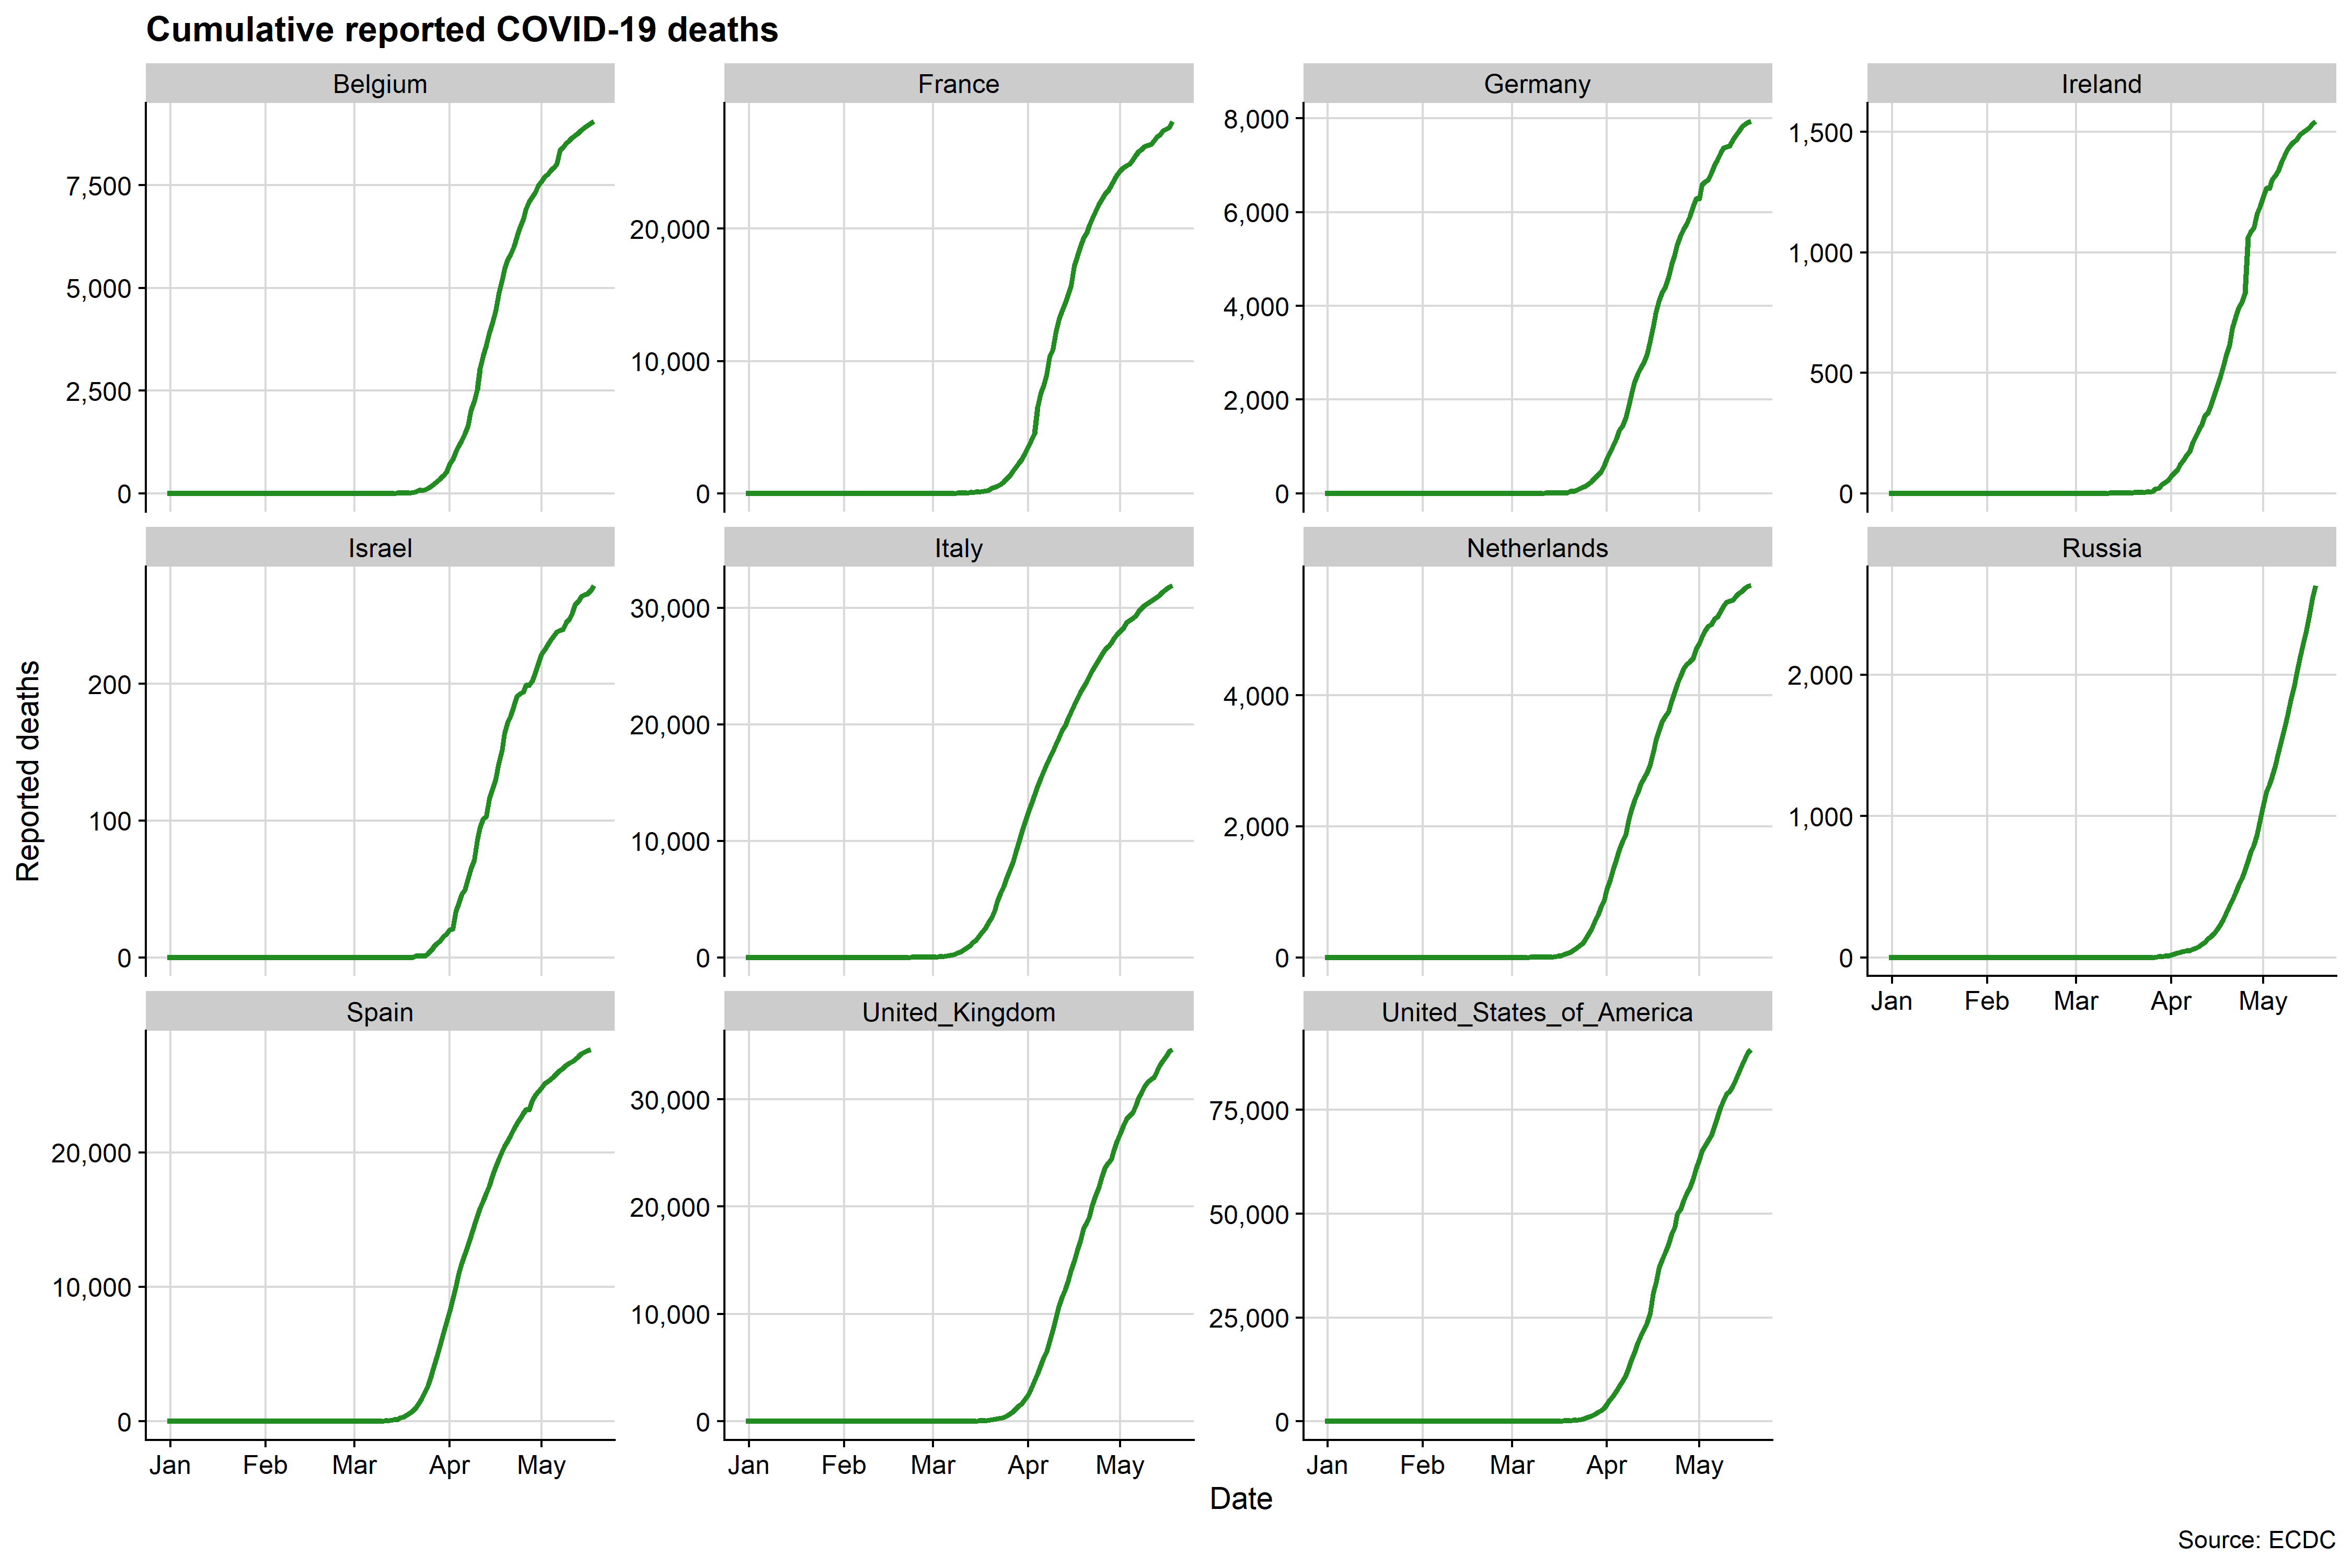 Cumulative reported COVID-19 deaths
Belgium
France
Germany
Ireland
7,500
5,000
2,500
0
20,000
10,000
0
8,000
6,000
4,000
2,000
0
1,500
1,000
500
0
Israel
Italy
Netherlands
Russia
200
100
0
30,000
20,000
10,000
0
4,000
2,000
0
2,000
1,000
0
Jan Feb Mar Apr May
Reported deaths
Spain
United_Kingdom
United_States_of_America
20,000
10,000
0
30,000
20,000
10,000
0
75,000
50,000
25,000
0
Jan Feb Mar Apr May
Jan Feb Mar Apr May
Jan Feb Mar Apr May
Date
Source: ECDC